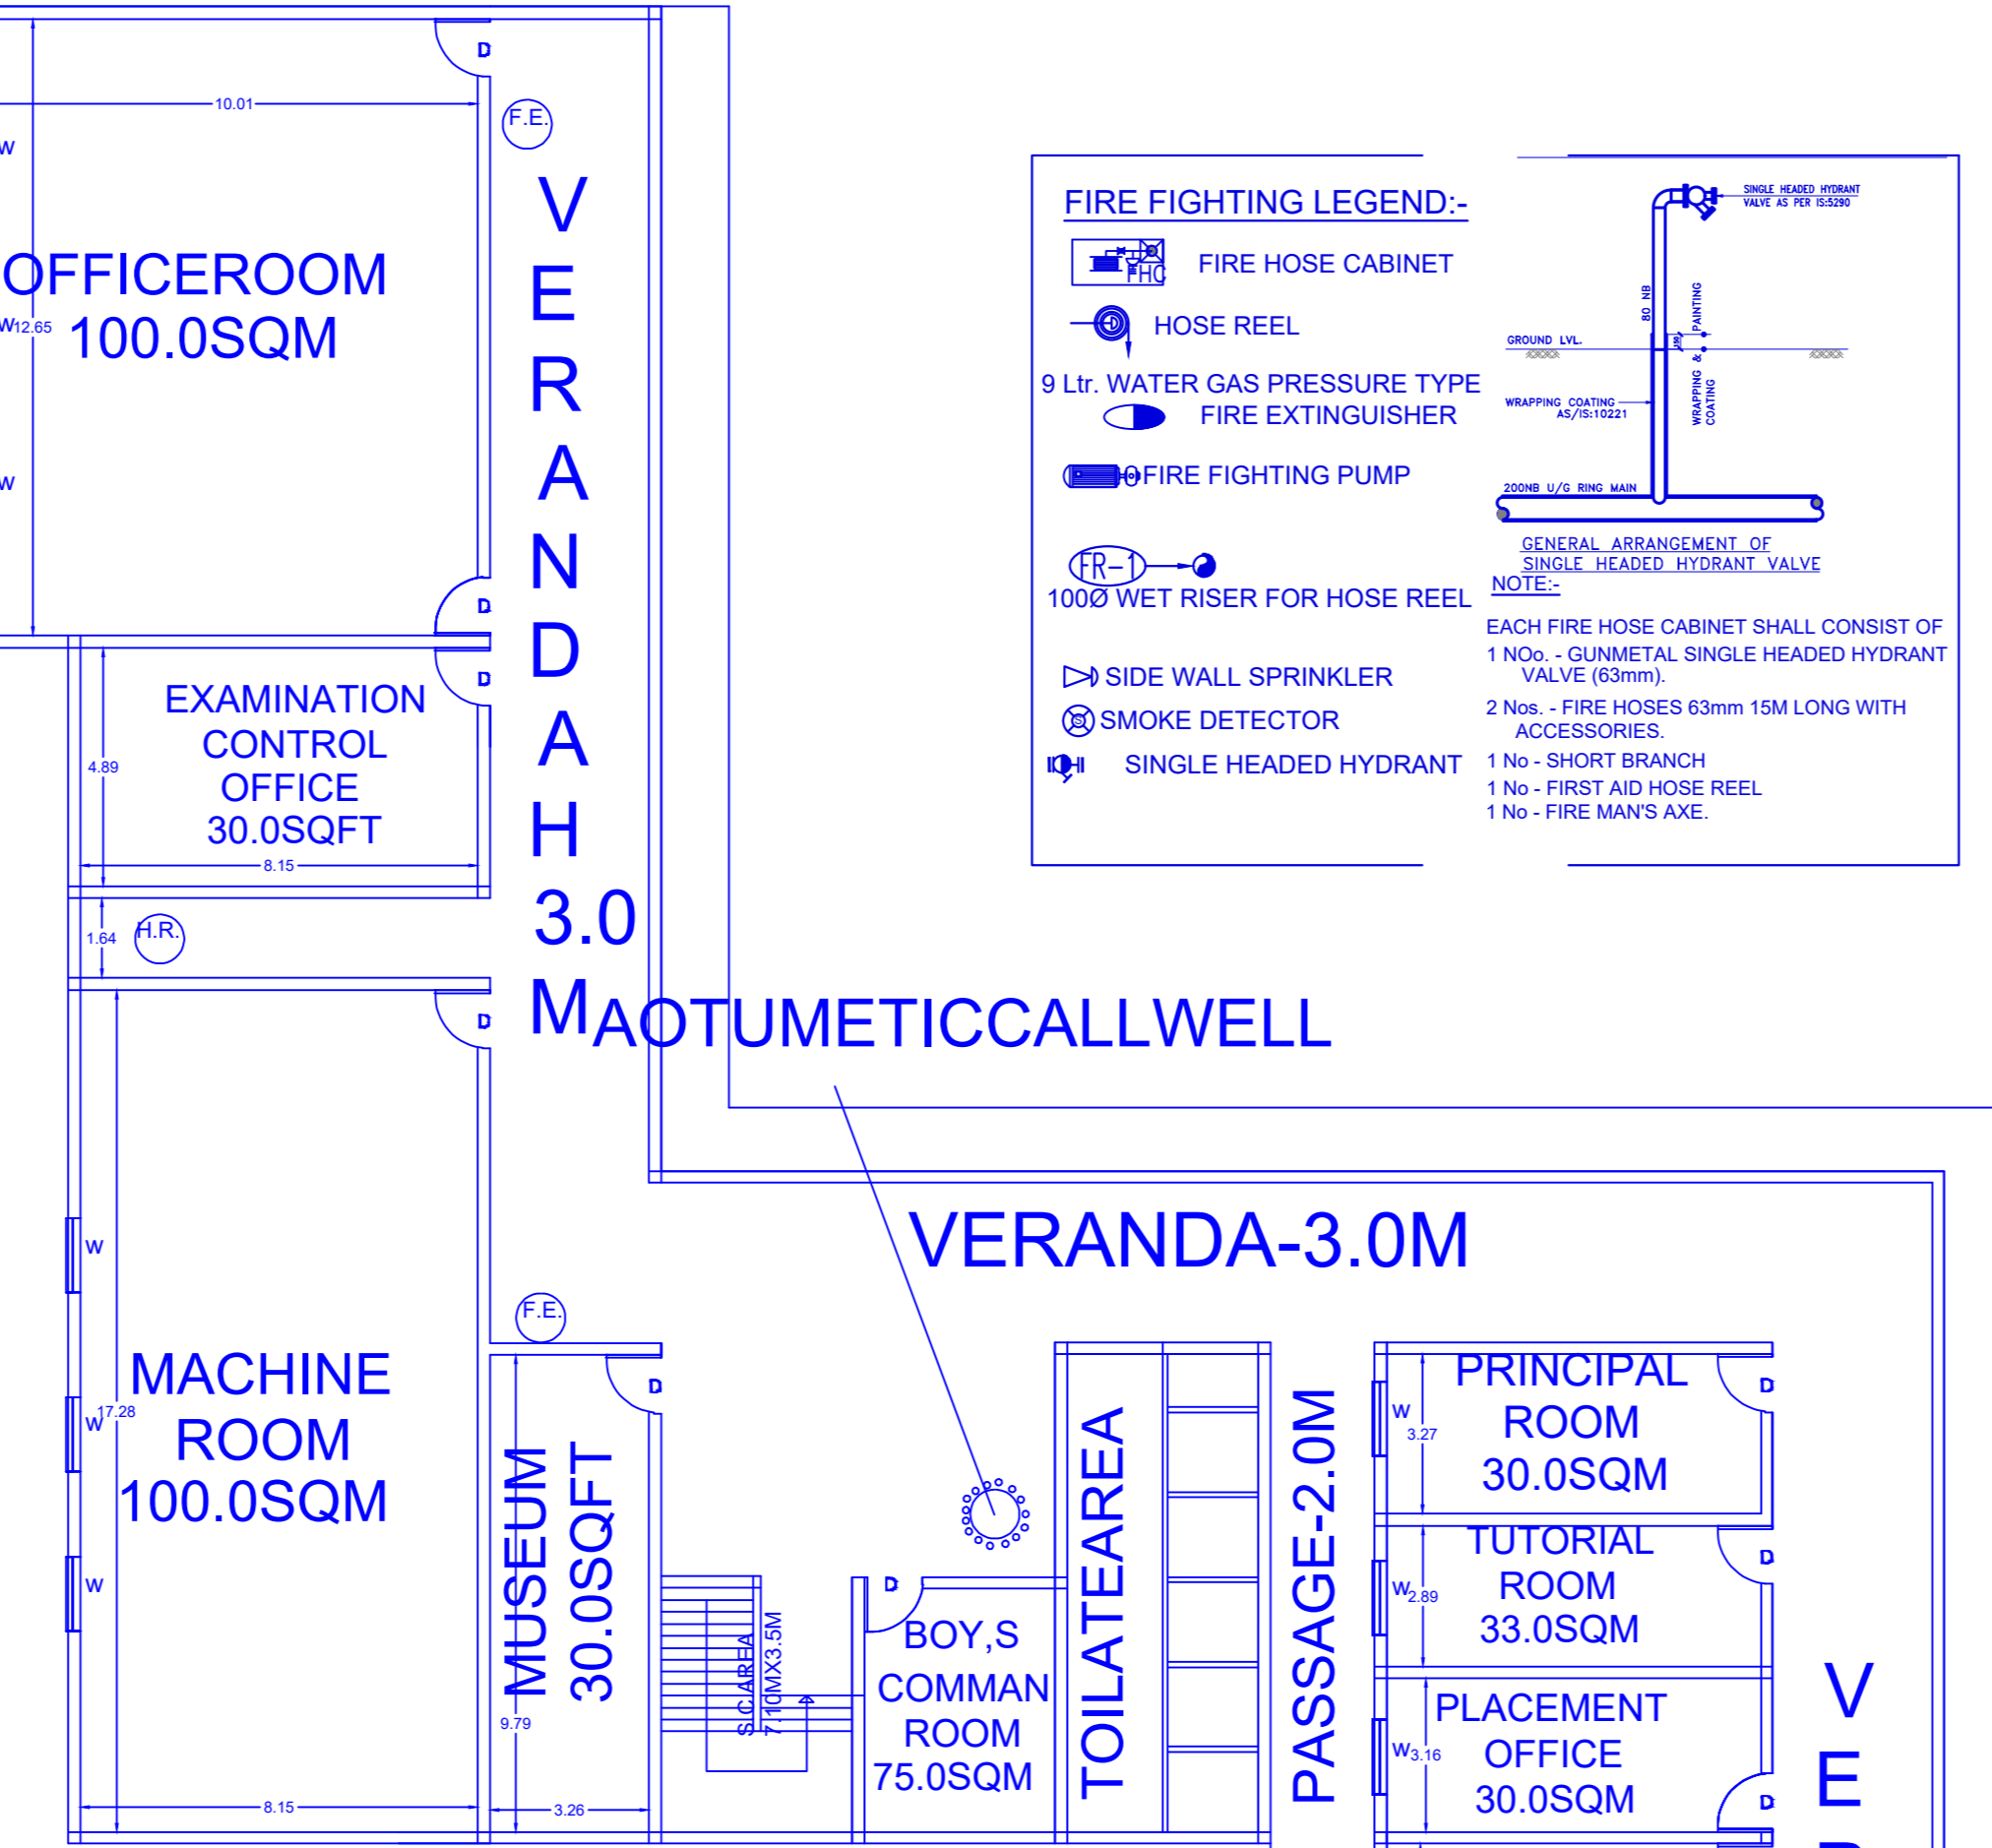 D
10.01
F.E.
W
OFFICEROOM
100.0SQM
W
12.65
W
D
D
EXAMINATION
CONTROL
OFFICE
30.0SQFT
4.89
8.15
1.64
H.R.
D
V
E
R
A
N
D
A
H
3.0
M
AOTUMETICCALLWELL
FIRE FIGHTING LEGEND:-
FHC
FIRE HOSE CABINET
HOSE REEL
9 Ltr. WATER GAS PRESSURE TYPE
FIRE EXTINGUISHER
FIRE FIGHTING PUMP
FR-1
100Ø WET RISER FOR HOSE REEL
SIDE WALL SPRINKLER
S
SMOKE DETECTOR
SINGLE HEADED HYDRANT
SINGLE HEADED HYDRANT
VALVE AS PER IS:5290
80 NB
PAINTING
GROUND LVL.
150
WRAPPING &
COATING
WRAPPING COATING
AS/IS:10221
200NB U/G RING MAIN
GENERAL ARRANGEMENT OF
SINGLE HEADED HYDRANT VALVE
NOTE:-
EACH FIRE HOSE CABINET SHALL CONSIST OF
1 NOo. - GUNMETAL SINGLE HEADED HYDRANT
VALVE (63mm).
2 Nos. - FIRE HOSES 63mm 15M LONG WITH
ACCESSORIES.
1 No - SHORT BRANCH
1 No - FIRST AID HOSE REEL
1 No - FIRE MAN'S AXE.
VERANDA-3.0M
W
F.E.
MACHINE
ROOM
100.0SQM
W
17.28
W
8.15
D
MUSEUM
30.0SQFT
9.79
3.26
S.C.AREA
7.10MX3.5M
D
BOY,S
COMMAN
ROOM
75.0SQM
TOILATEAREA
PASSAGE-2.0M
PRINCIPAL
ROOM
30.0SQM
W
3.27
D
TUTORIAL
ROOM
33.0SQM
W
2.89
D
PLACEMENT
OFFICE
30.0SQM
W
3.16
D
V
E